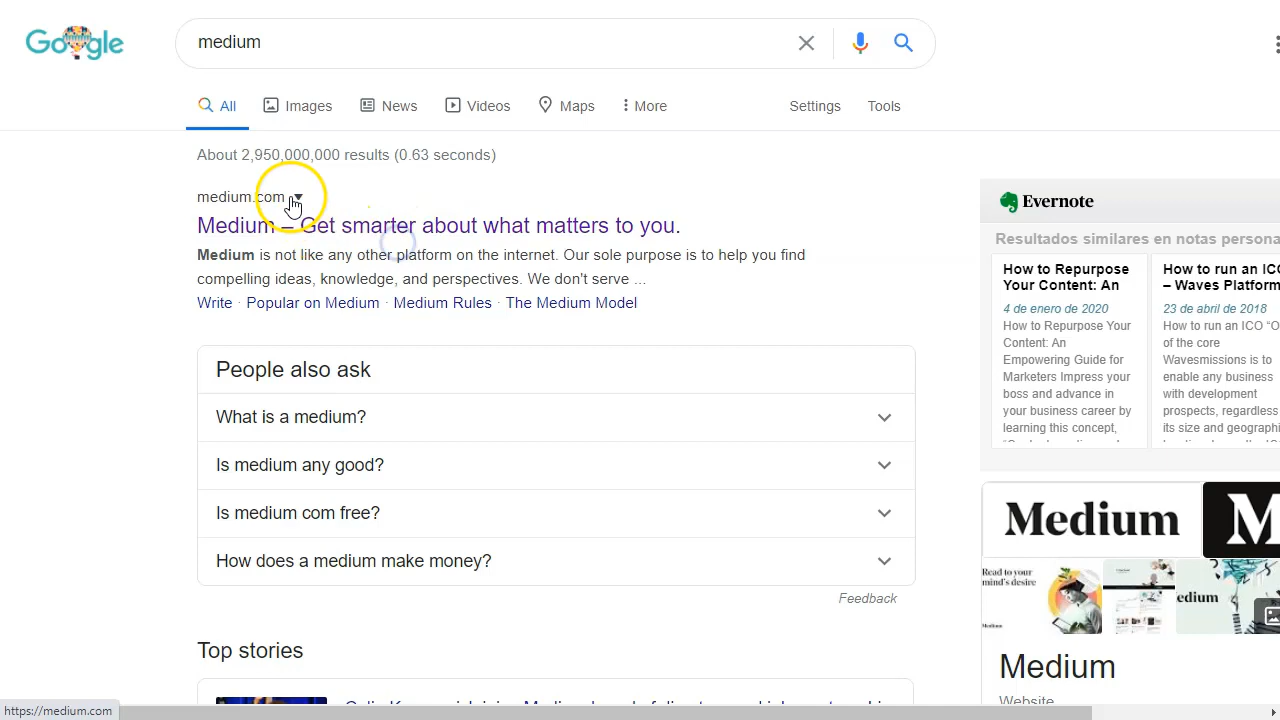 Google
medium
All
Images
News
Videos
Maps
More
Settings
Tools
About 2,950,000,000 results (0.63 seconds)
medium.com
Medium – Get smarter about what matters to you.
Medium is not like any other platform on the internet. Our sole purpose is to help you find
compelling ideas, knowledge, and perspectives. We don't serve ...
Write · Popular on Medium · Medium Rules · The Medium Model
People also ask
What is a medium?
Is medium any good?
Is medium com free?
How does a medium make money?
Feedback
Top stories
Evernote
Resultados similares en notas persona
How to Repurpose
Your Content: An
4 de enero de 2020
How to Repurpose Your
Content: An
Empowering Guide for
Marketers Impress your
boss and advance in
your business career by
learning this concept,
How to run an ICO
– Waves Platform
23 de abril de 2018
How to run an ICO “O
of the core
Wavesmissions is to
enable any business
with development
prospects, regardless
its size and geographi
Medium
M
Read to your
mind's desire
Medium
edium
Medium
Website
https://medium.com